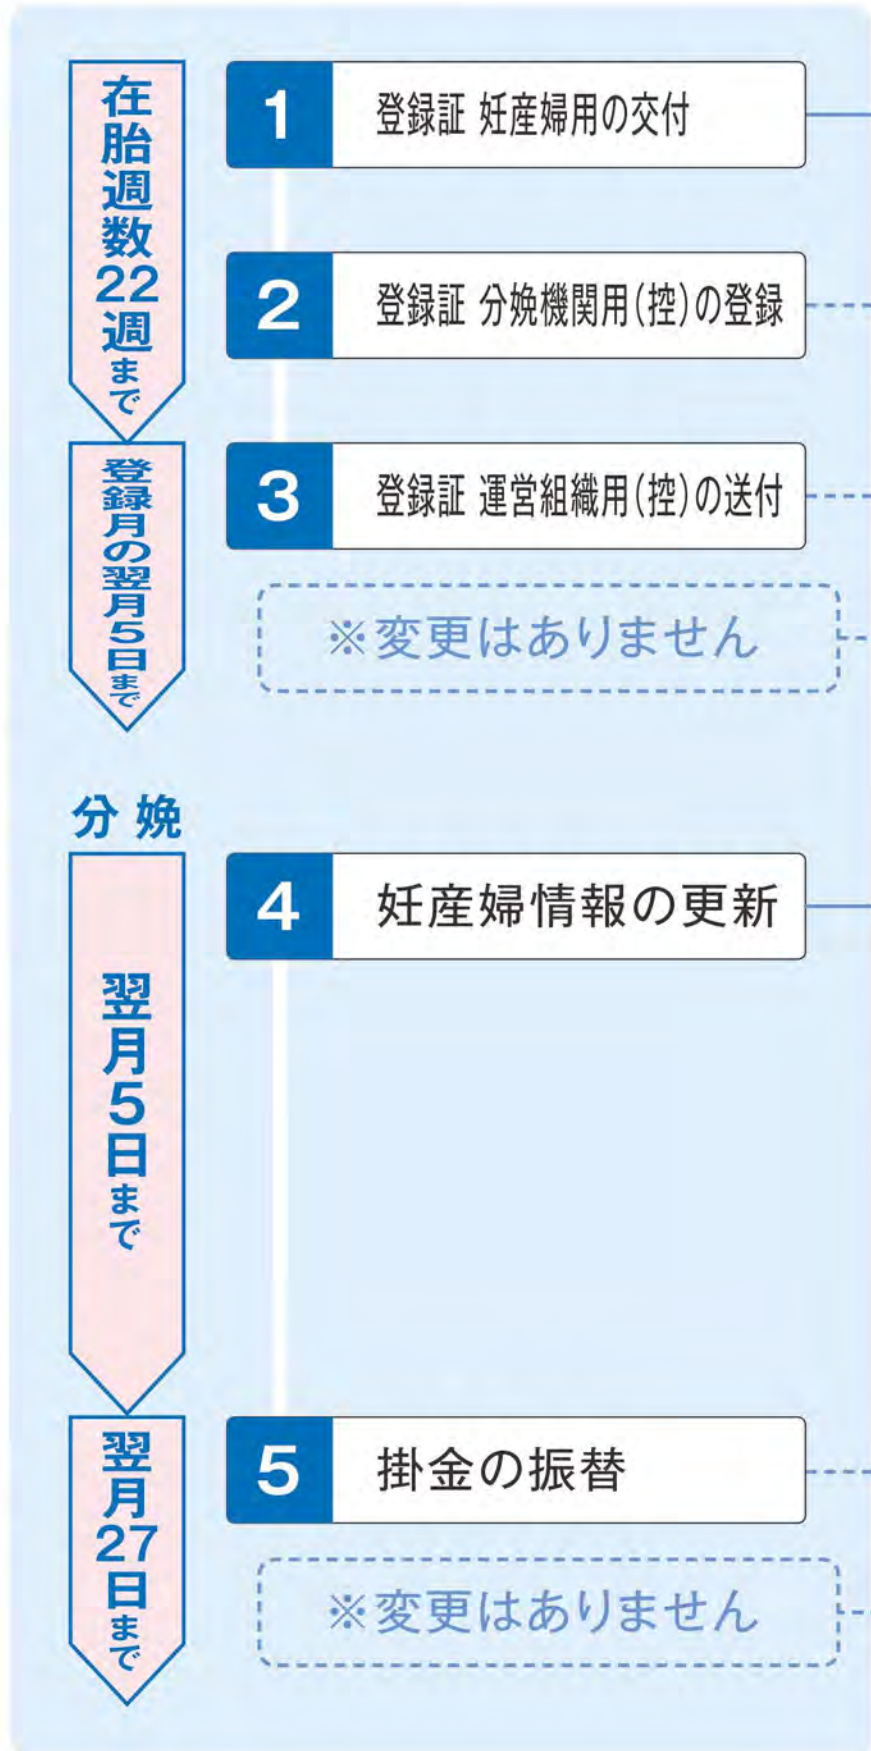 在胎週数22週まで
1 登録証 妊産婦用の交付
2 登録証 分娩機関用(控)の登録
登録月の翌月5日まで
3 登録証 運営組織用(控)の送付
※変更はありません
分娩
翌月5日まで
4 妊産婦情報の更新
翌月27日まで
5 掛金の振替
※変更はありません